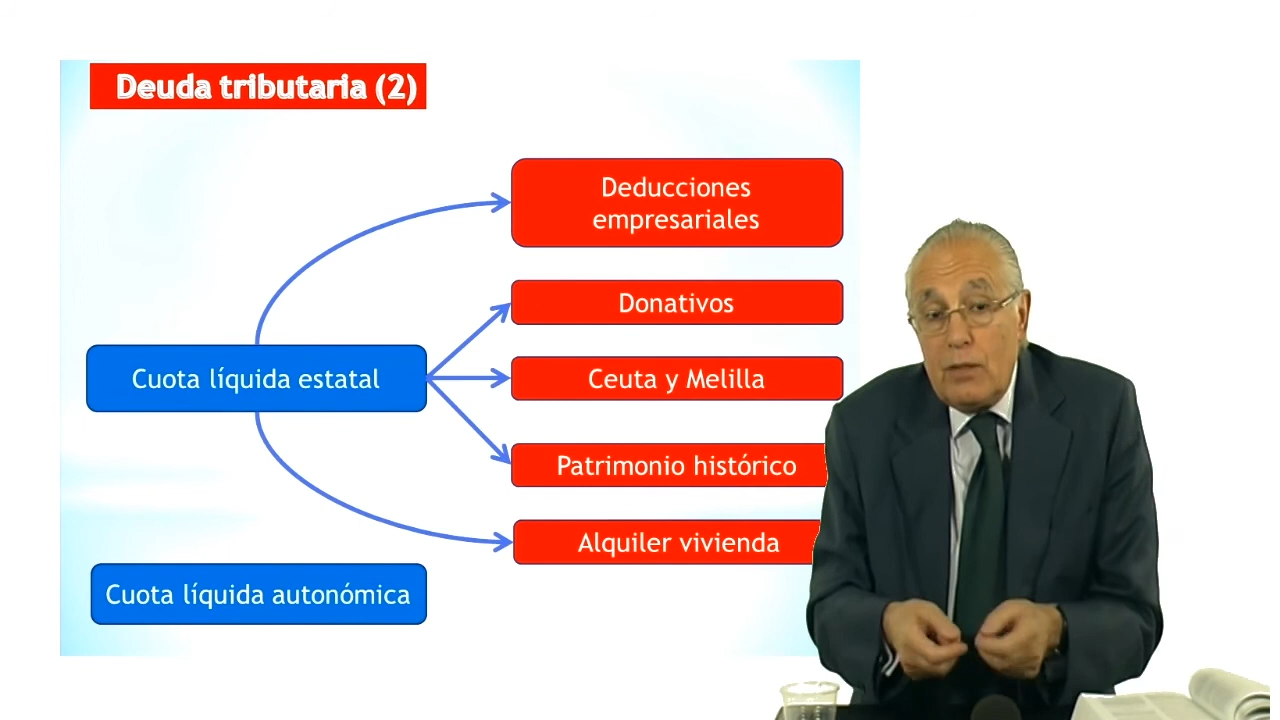 Deuda tributaria (2)
Deducciones
empresariales
Donativos
Cuota líquida estatal
Ceuta y Melilla
Patrimonio histórico
Alquiler vivienda
Cuota líquida autonómica